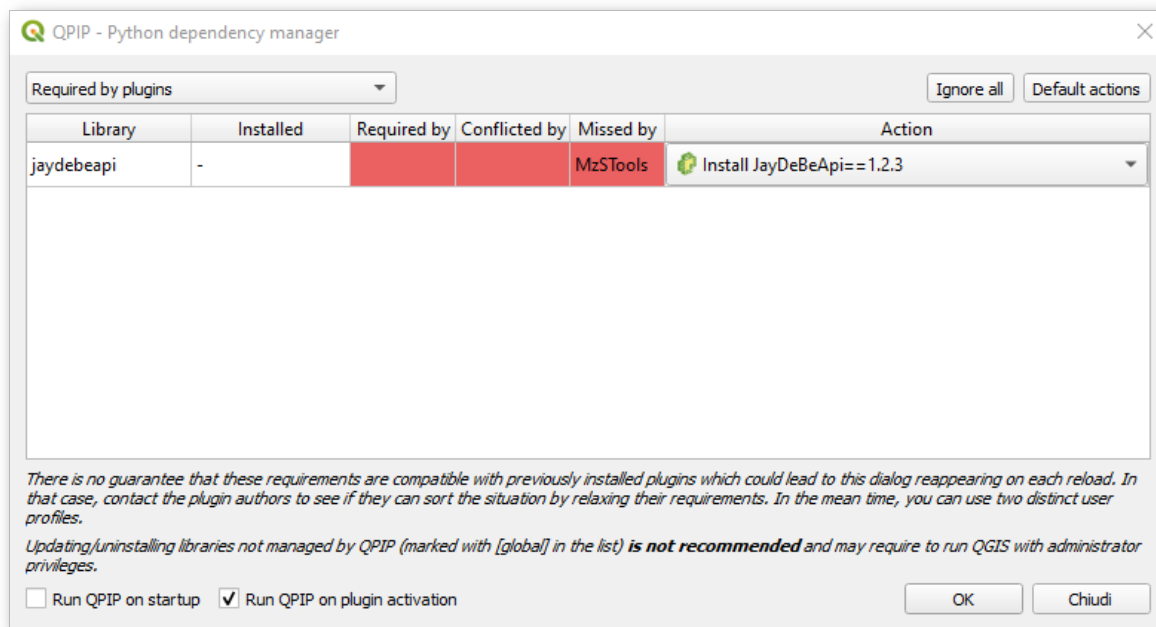 QPIP - Python dependency manager
Required by plugins
Ignore all
Default actions
Library Installed Required by Conflicted by Missed by Action
jaydebeapi - MzSTools Install JayDeBeApi==1.2.3
There is no guarantee that these requirements are compatible with previously installed plugins which could lead to this dialog reappearing on each reload. In
that case, contact the plugin authors to see if they can sort the situation by relaxing their requirements. In the mean time, you can use two distinct user
profiles.
Updating/uninstalling libraries not managed by QPIP (marked with [global] in the list) is not recommended and may require to run QGIS with administrator
privileges.
Run QPIP on startup Run QPIP on plugin activation
OK
Chiudi